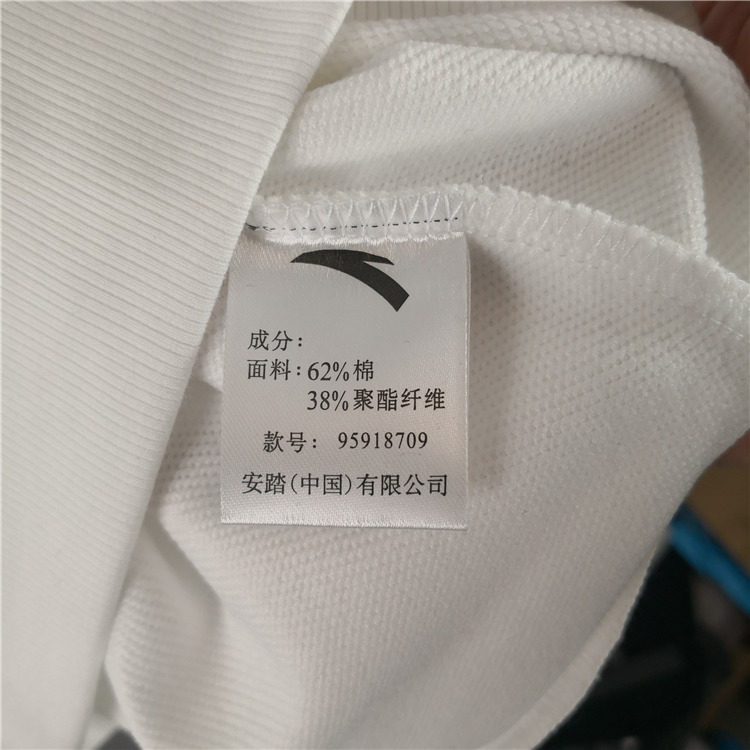 成分：
面料：62%棉
38%聚酯纤维
款号：95918709
安踏(中国)有限公司